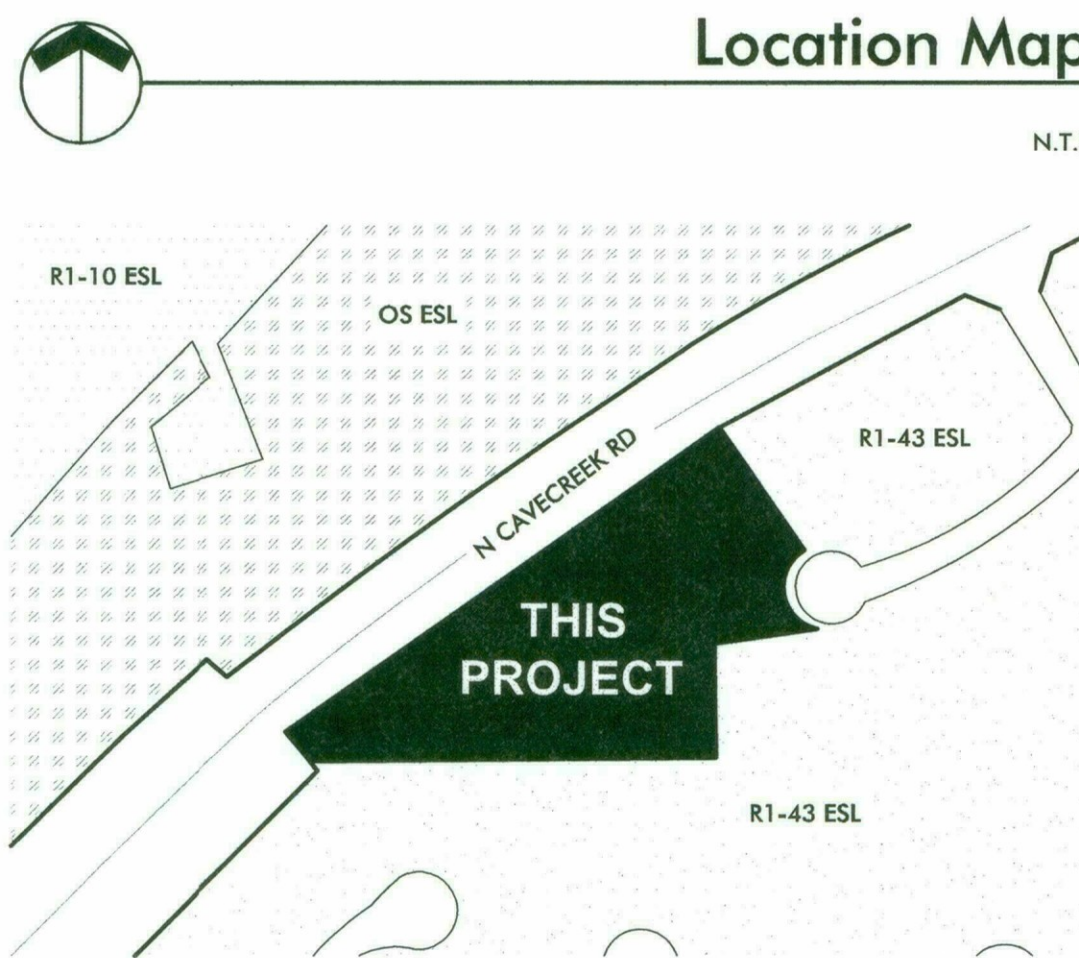 Location Map
N.T.
R1-10 ESL
OS ESL
R1-43 ESL
N CAVECREEK RD
THIS
PROJECT
R1-43 ESL